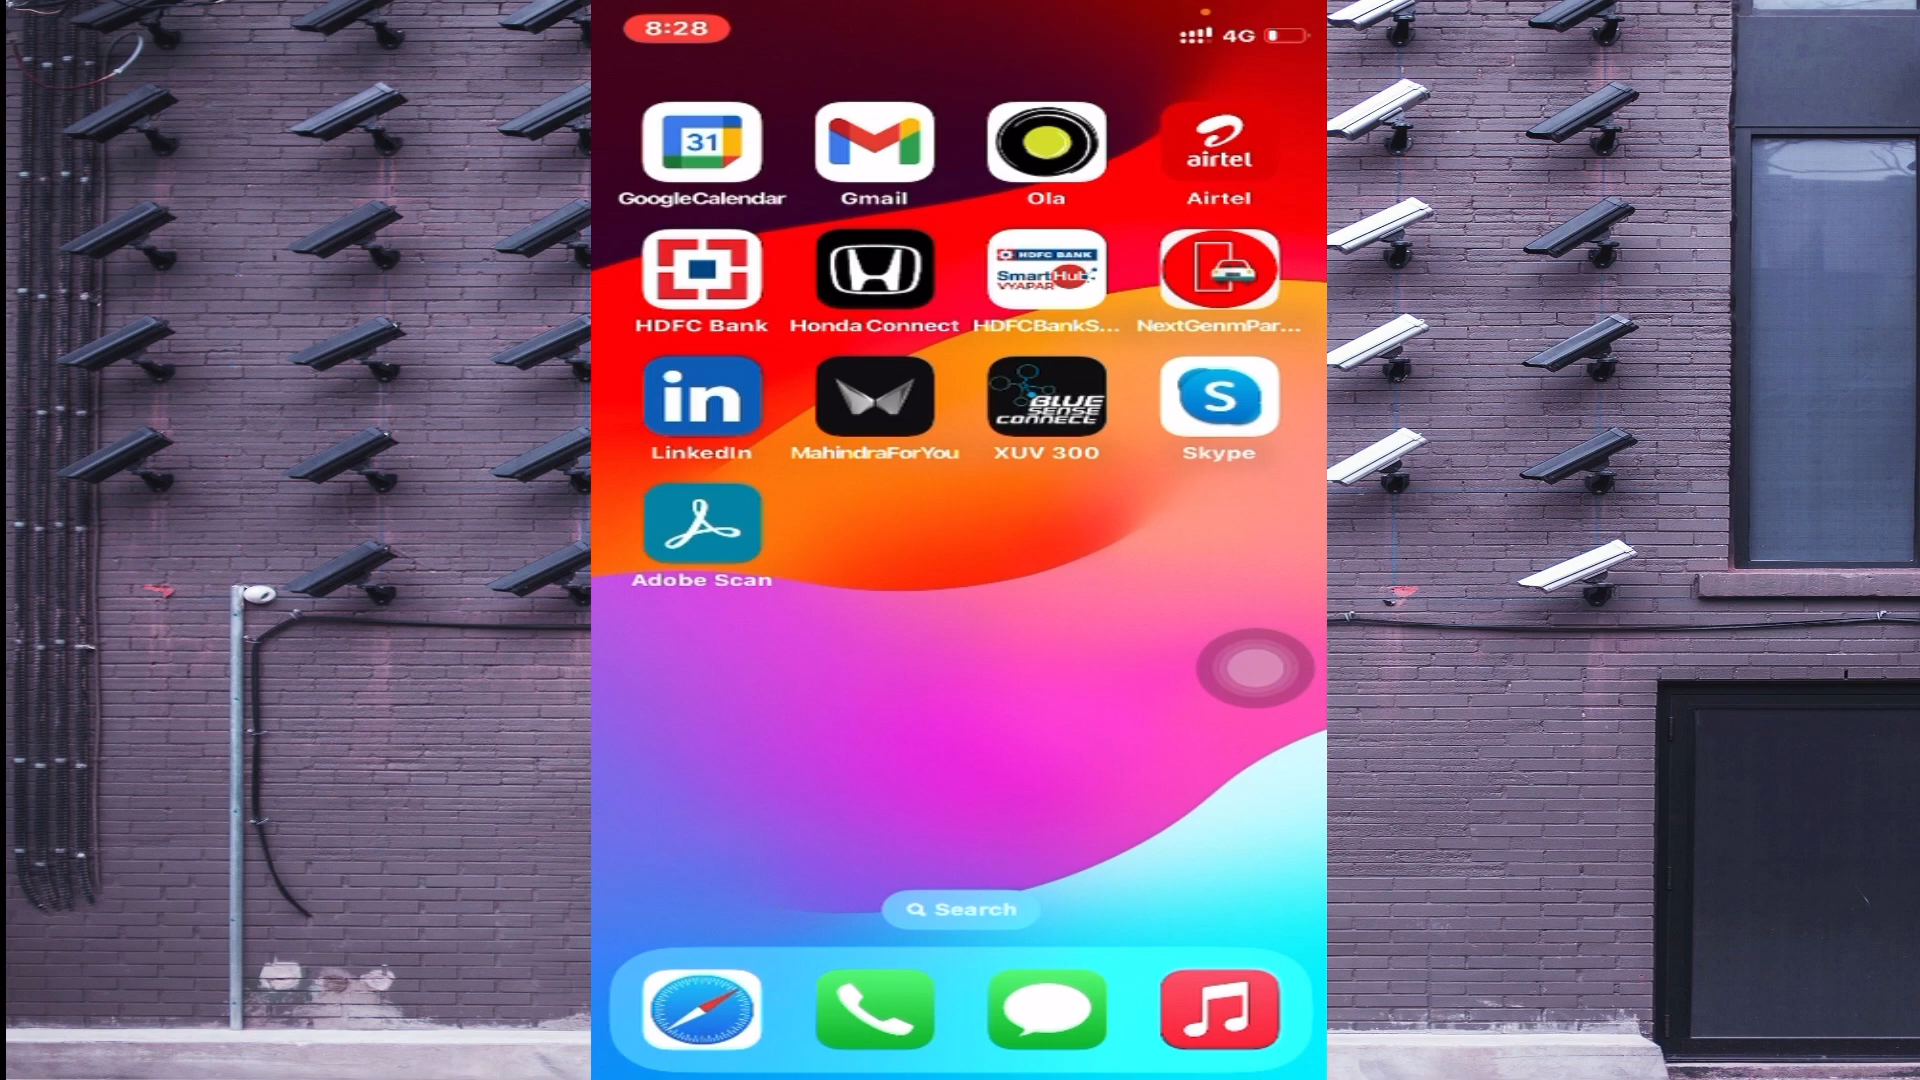 8:28
4G
31
airtel
GoogleCalendar
Gmail
Ola
Airtel
HDFC BANK
SmartHub
VYAPAR
HDFC Bank
Honda Connect
HDFCBankS...
NextGenmPar...
in
BLUE
SENSE
CONNECT
S
LinkedIn
MahindraForYou
XUV 300
Skype
Adobe Scan
Search